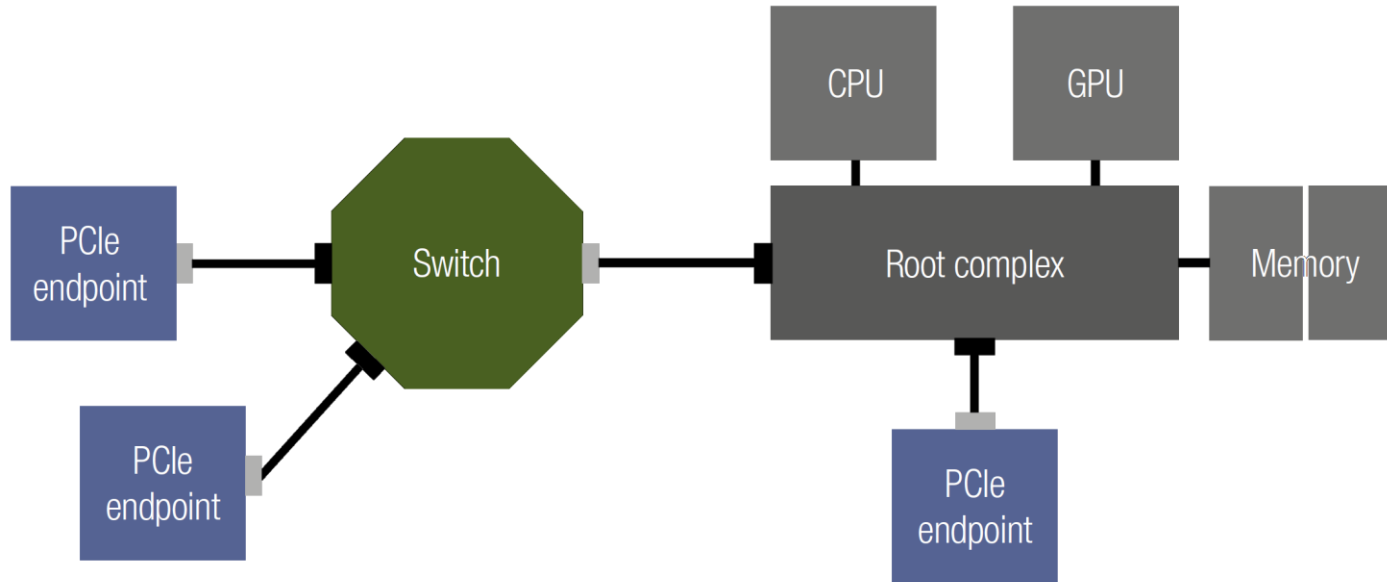 CPU
GPU
PCIe
endpoint
Switch
Root complex
Memory
PCIe
endpoint
PCIe
endpoint